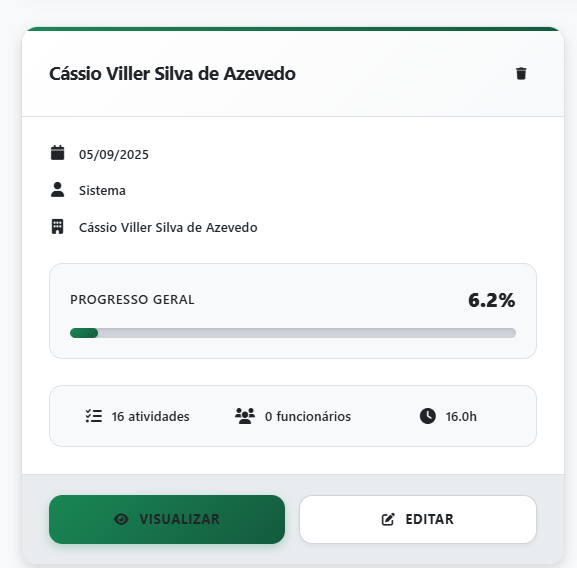 Cássio Viller Silva de Azevedo
05/09/2025
Sistema
Cássio Viller Silva de Azevedo
PROGRESSO GERAL 6.2%
16 atividades 0 funcionários 16.0h
VISUALIZAR EDITAR